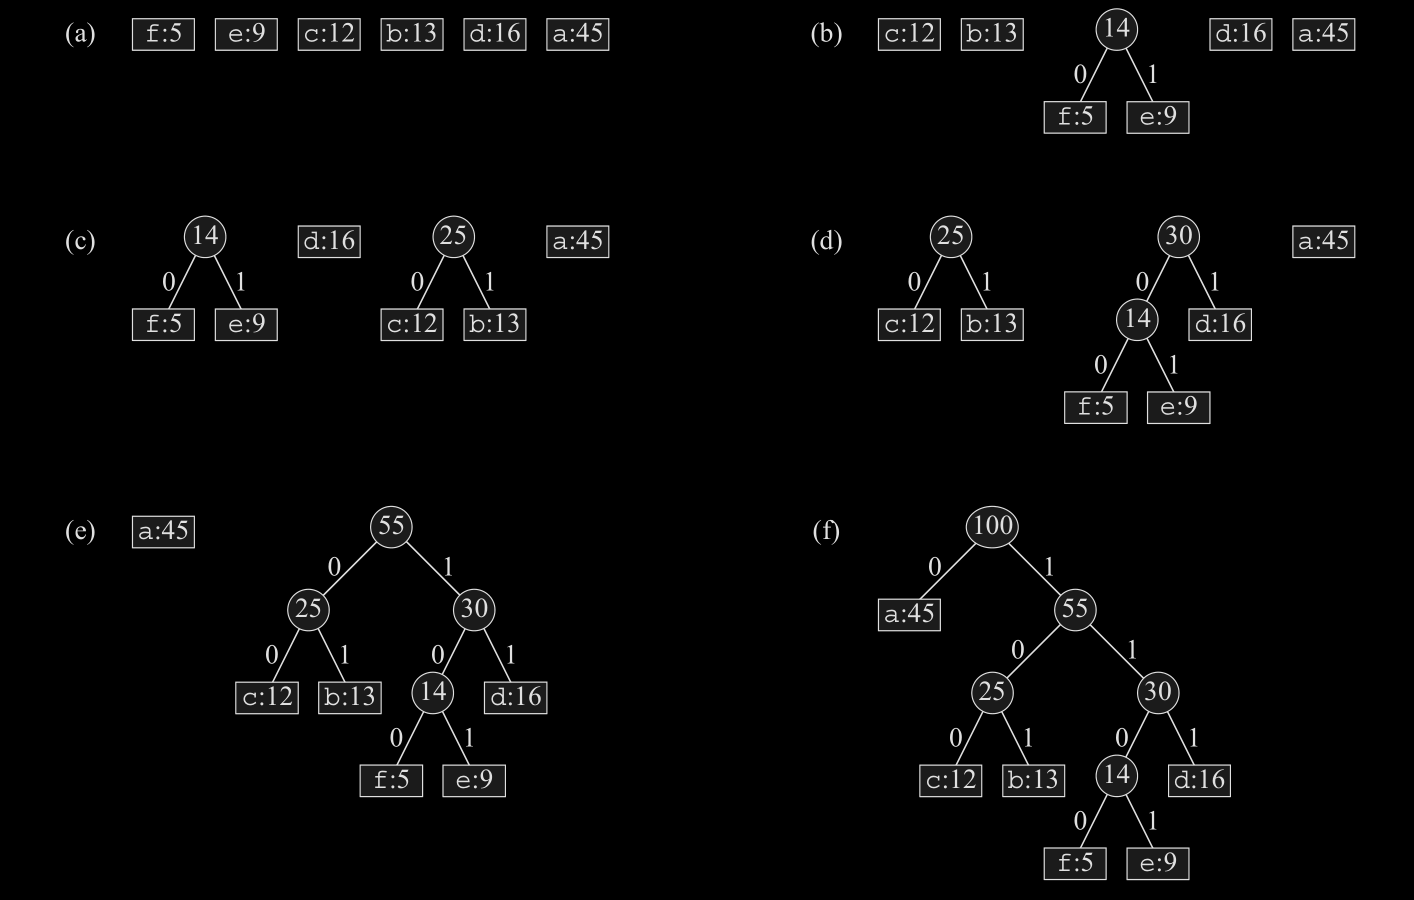 (a) f:5 e:9 c:12 b:13 d:16 a:45
(b) c:12 b:13 14 d:16 a:45
0 1
f:5 e:9
(c) 14 d:16 25 a:45
0 1 0 1
f:5 e:9 c:12 b:13
(d) 25 30 a:45
0 1 0 1
c:12 b:13 14 d:16
0 1
f:5 e:9
(e) a:45 55
0 1
25 30
0 1 0 1
c:12 b:13 14 d:16
0 1
f:5 e:9
(f) 100
0 1
a:45 55
0 1
25 30
0 1 0 1
c:12 b:13 14 d:16
0 1
f:5 e:9